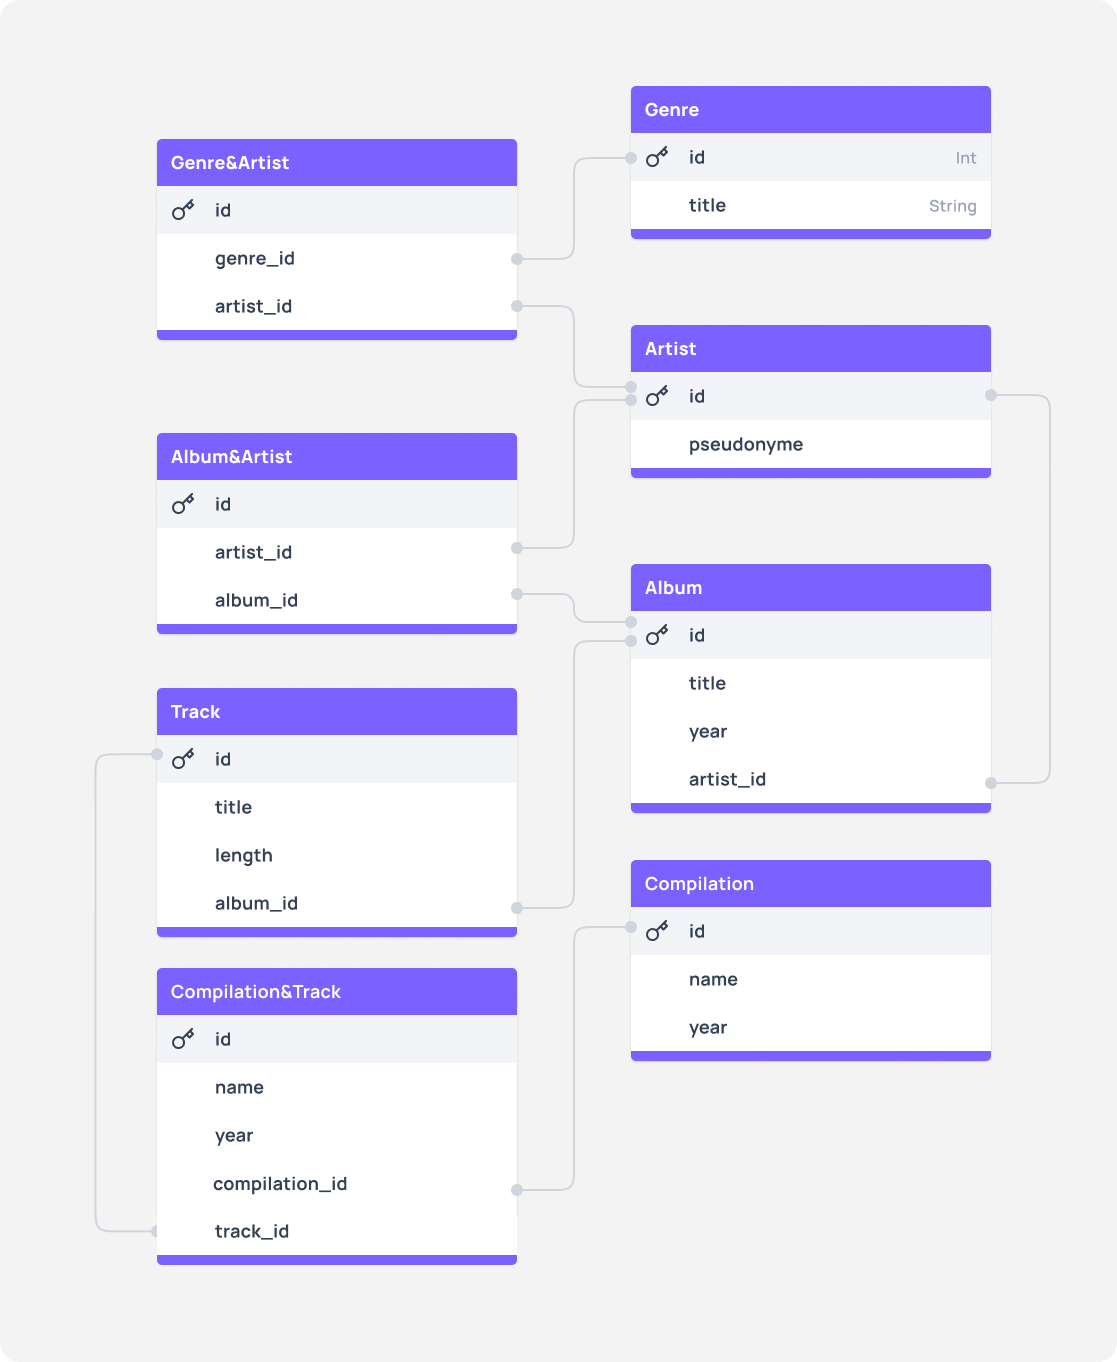 Genre&Artist
id
genre_id
artist_id
Genre
id Int
title String
Artist
id
pseudonyme
Album&Artist
id
artist_id
album_id
Album
id
title
year
artist_id
Track
id
title
length
album_id
Compilation
id
name
year
Compilation&Track
id
name
year
compilation_id
track_id